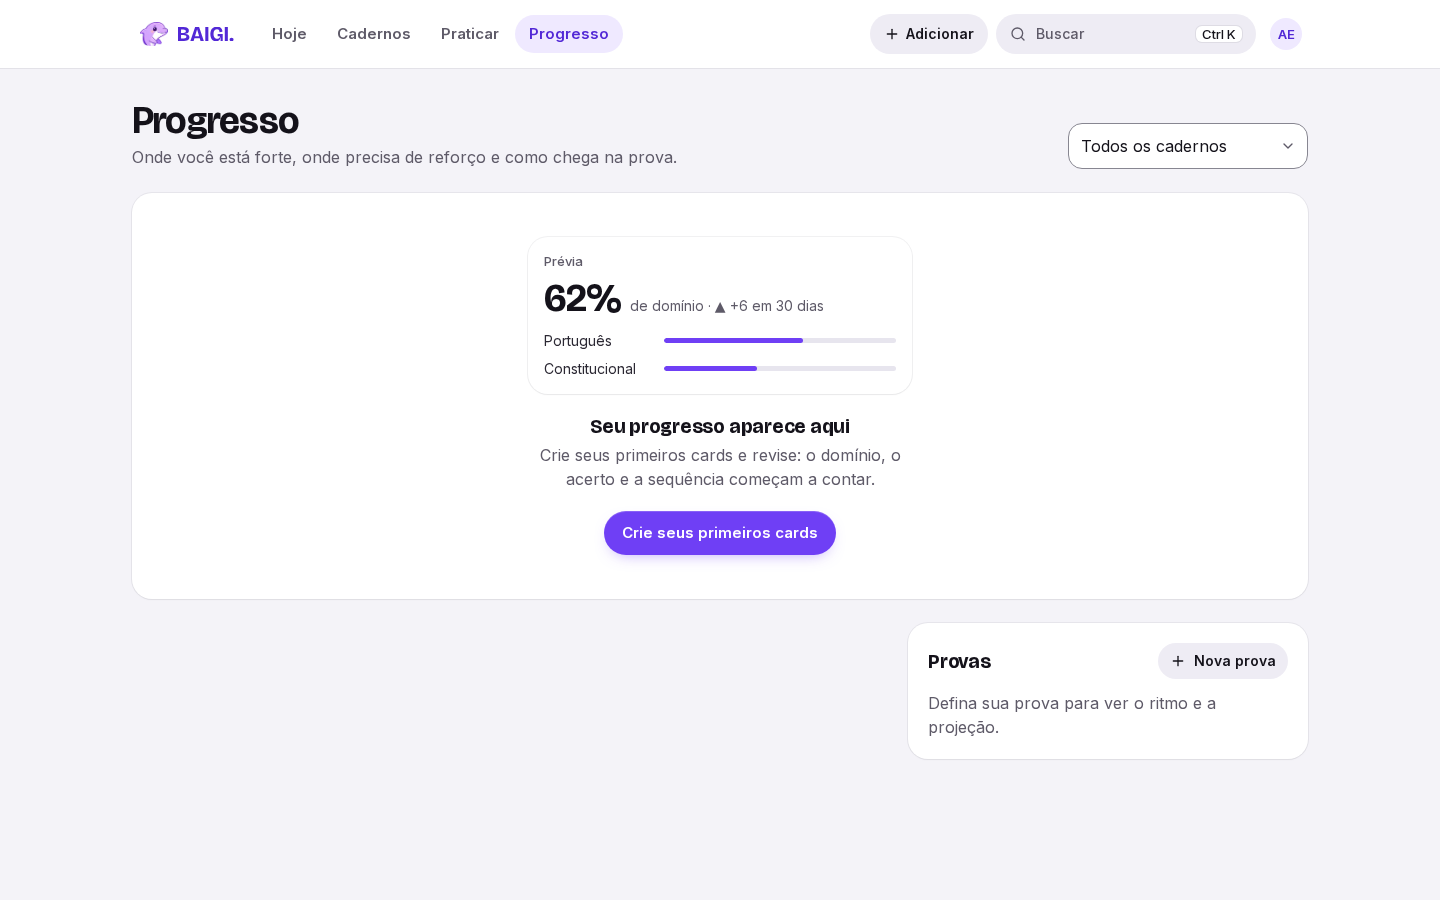 BAIGI.
Hoje
Cadernos
Praticar
Progresso
Adicionar
Buscar
Ctrl K
AE
Progresso
Onde você está forte, onde precisa de reforço e como chega na prova.
Todos os cadernos
Prévia
62% de domínio · ▲ +6 em 30 dias
Português
Constitucional
Seu progresso aparece aqui
Crie seus primeiros cards e revise: o domínio, o
acerto e a sequência começam a contar.
Crie seus primeiros cards
Provas
Nova prova
Defina sua prova para ver o ritmo e a
projeção.